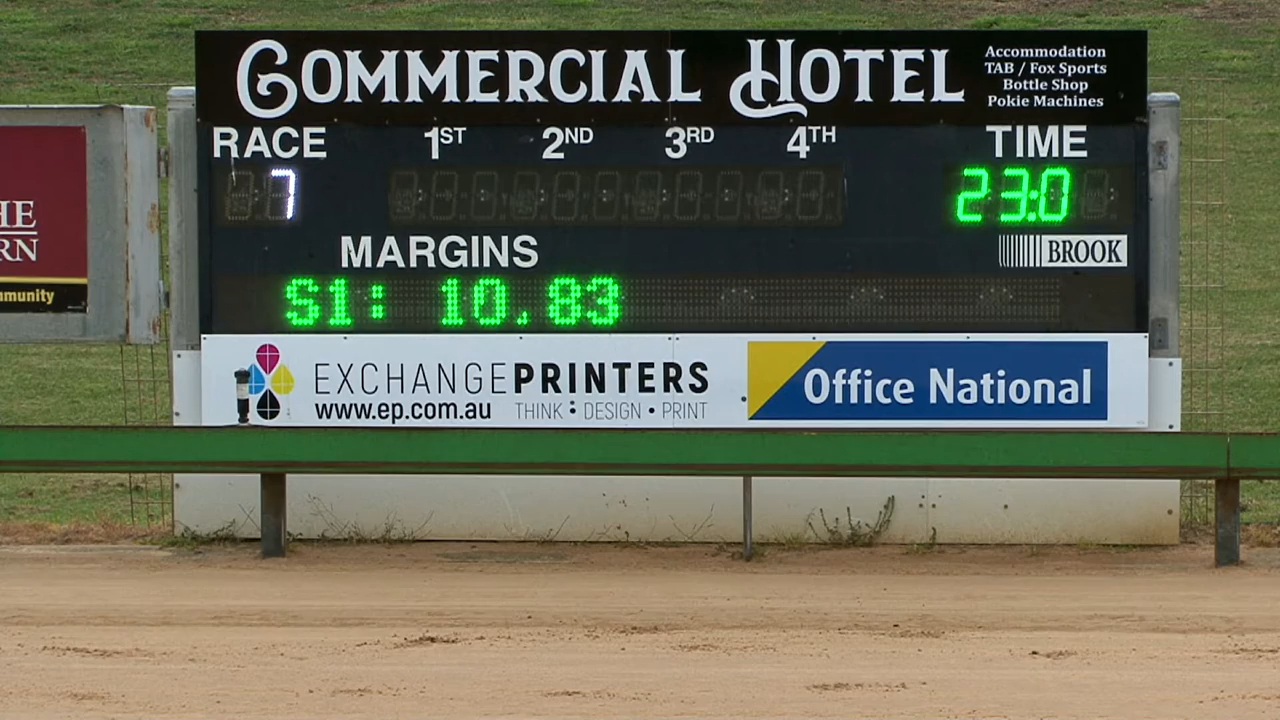 COMMERCIAL HOTEL
Accommodation
TAB / Fox Sports
Bottle Shop
Pokie Machines
RACE 1ST 2ND 3RD 4TH TIME
7 23:0
MARGINS
BROOK
S1: 10.83
EXCHANGEPRINTERS
www.ep.com.au THINK : DESIGN • PRINT
Office National